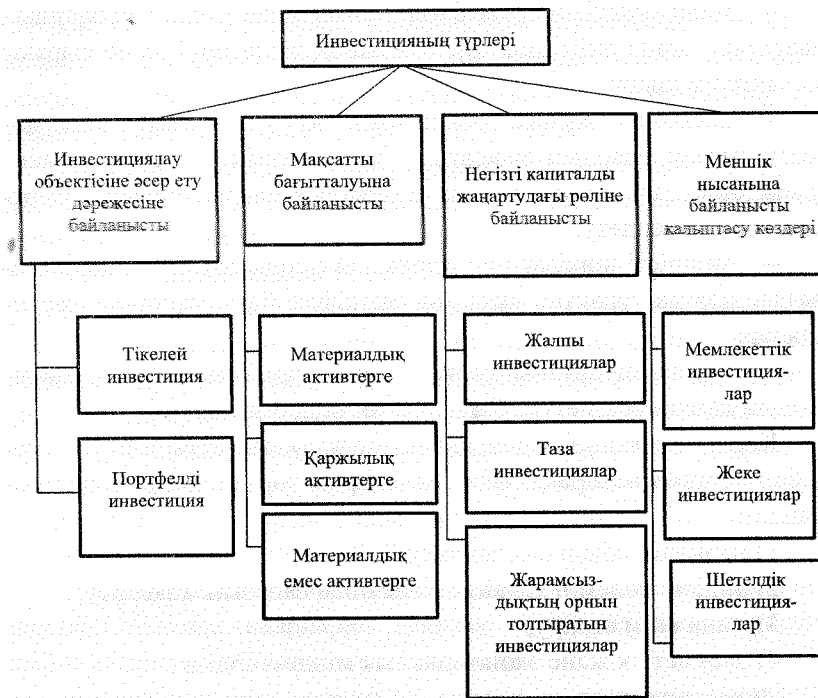 Инвестицияның түрлері
Инвестициялау
объектісіне әсер ету
дәрежесіне
байланысты
Мақсатты
бағытталуына
байланысты
Негізгі капиталды
жаңартудағы рөліне
байланысты
Меншік
нысанына
байланысты
калыптасу көздері
Тікелей
инвестиция
Портфелді
инвестиция
Материалдық
активтерге
Қаржылық
активтерге
Материалдық
емес активтерге
Жалпы
инвестициялар
Таза
инвестициялар
Жарамсыз-
дықтың орнын
толтыратын
инвестициялар
Мемлекеттік
инвестиция-
лар
Жеке
инвестициялар
Шетелдік
инвестиция-
лар